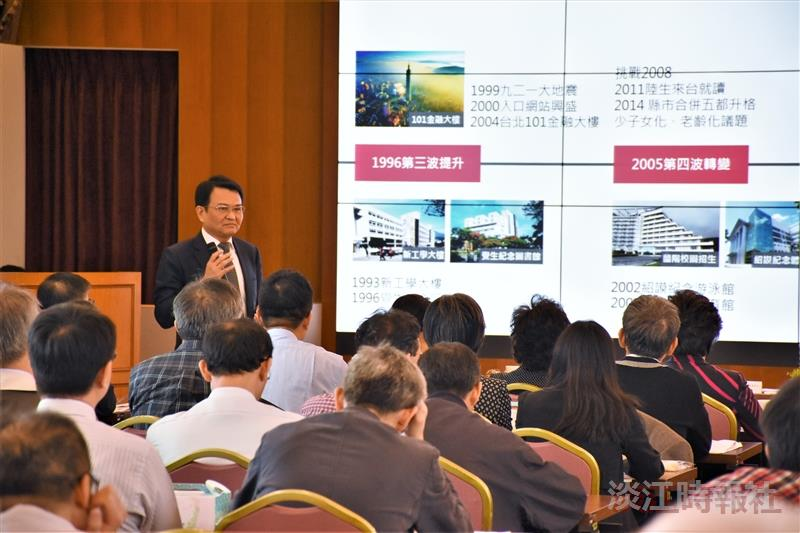 1999九二一大地震
2000入口網站興盛
2004台北101金融大樓
101金融大樓
挑戰2008
2011陸生來台就讀
2014 縣市合併五都升格
少子女化、老齡化議題
1996第三波提升
2005第四波轉變
新工學大樓
覺生紀念圖書館
蘭陽校園招生
紹謨紀念體
1993新工學大樓
1996覺
2002紹謨紀念游泳館
淡江時報社